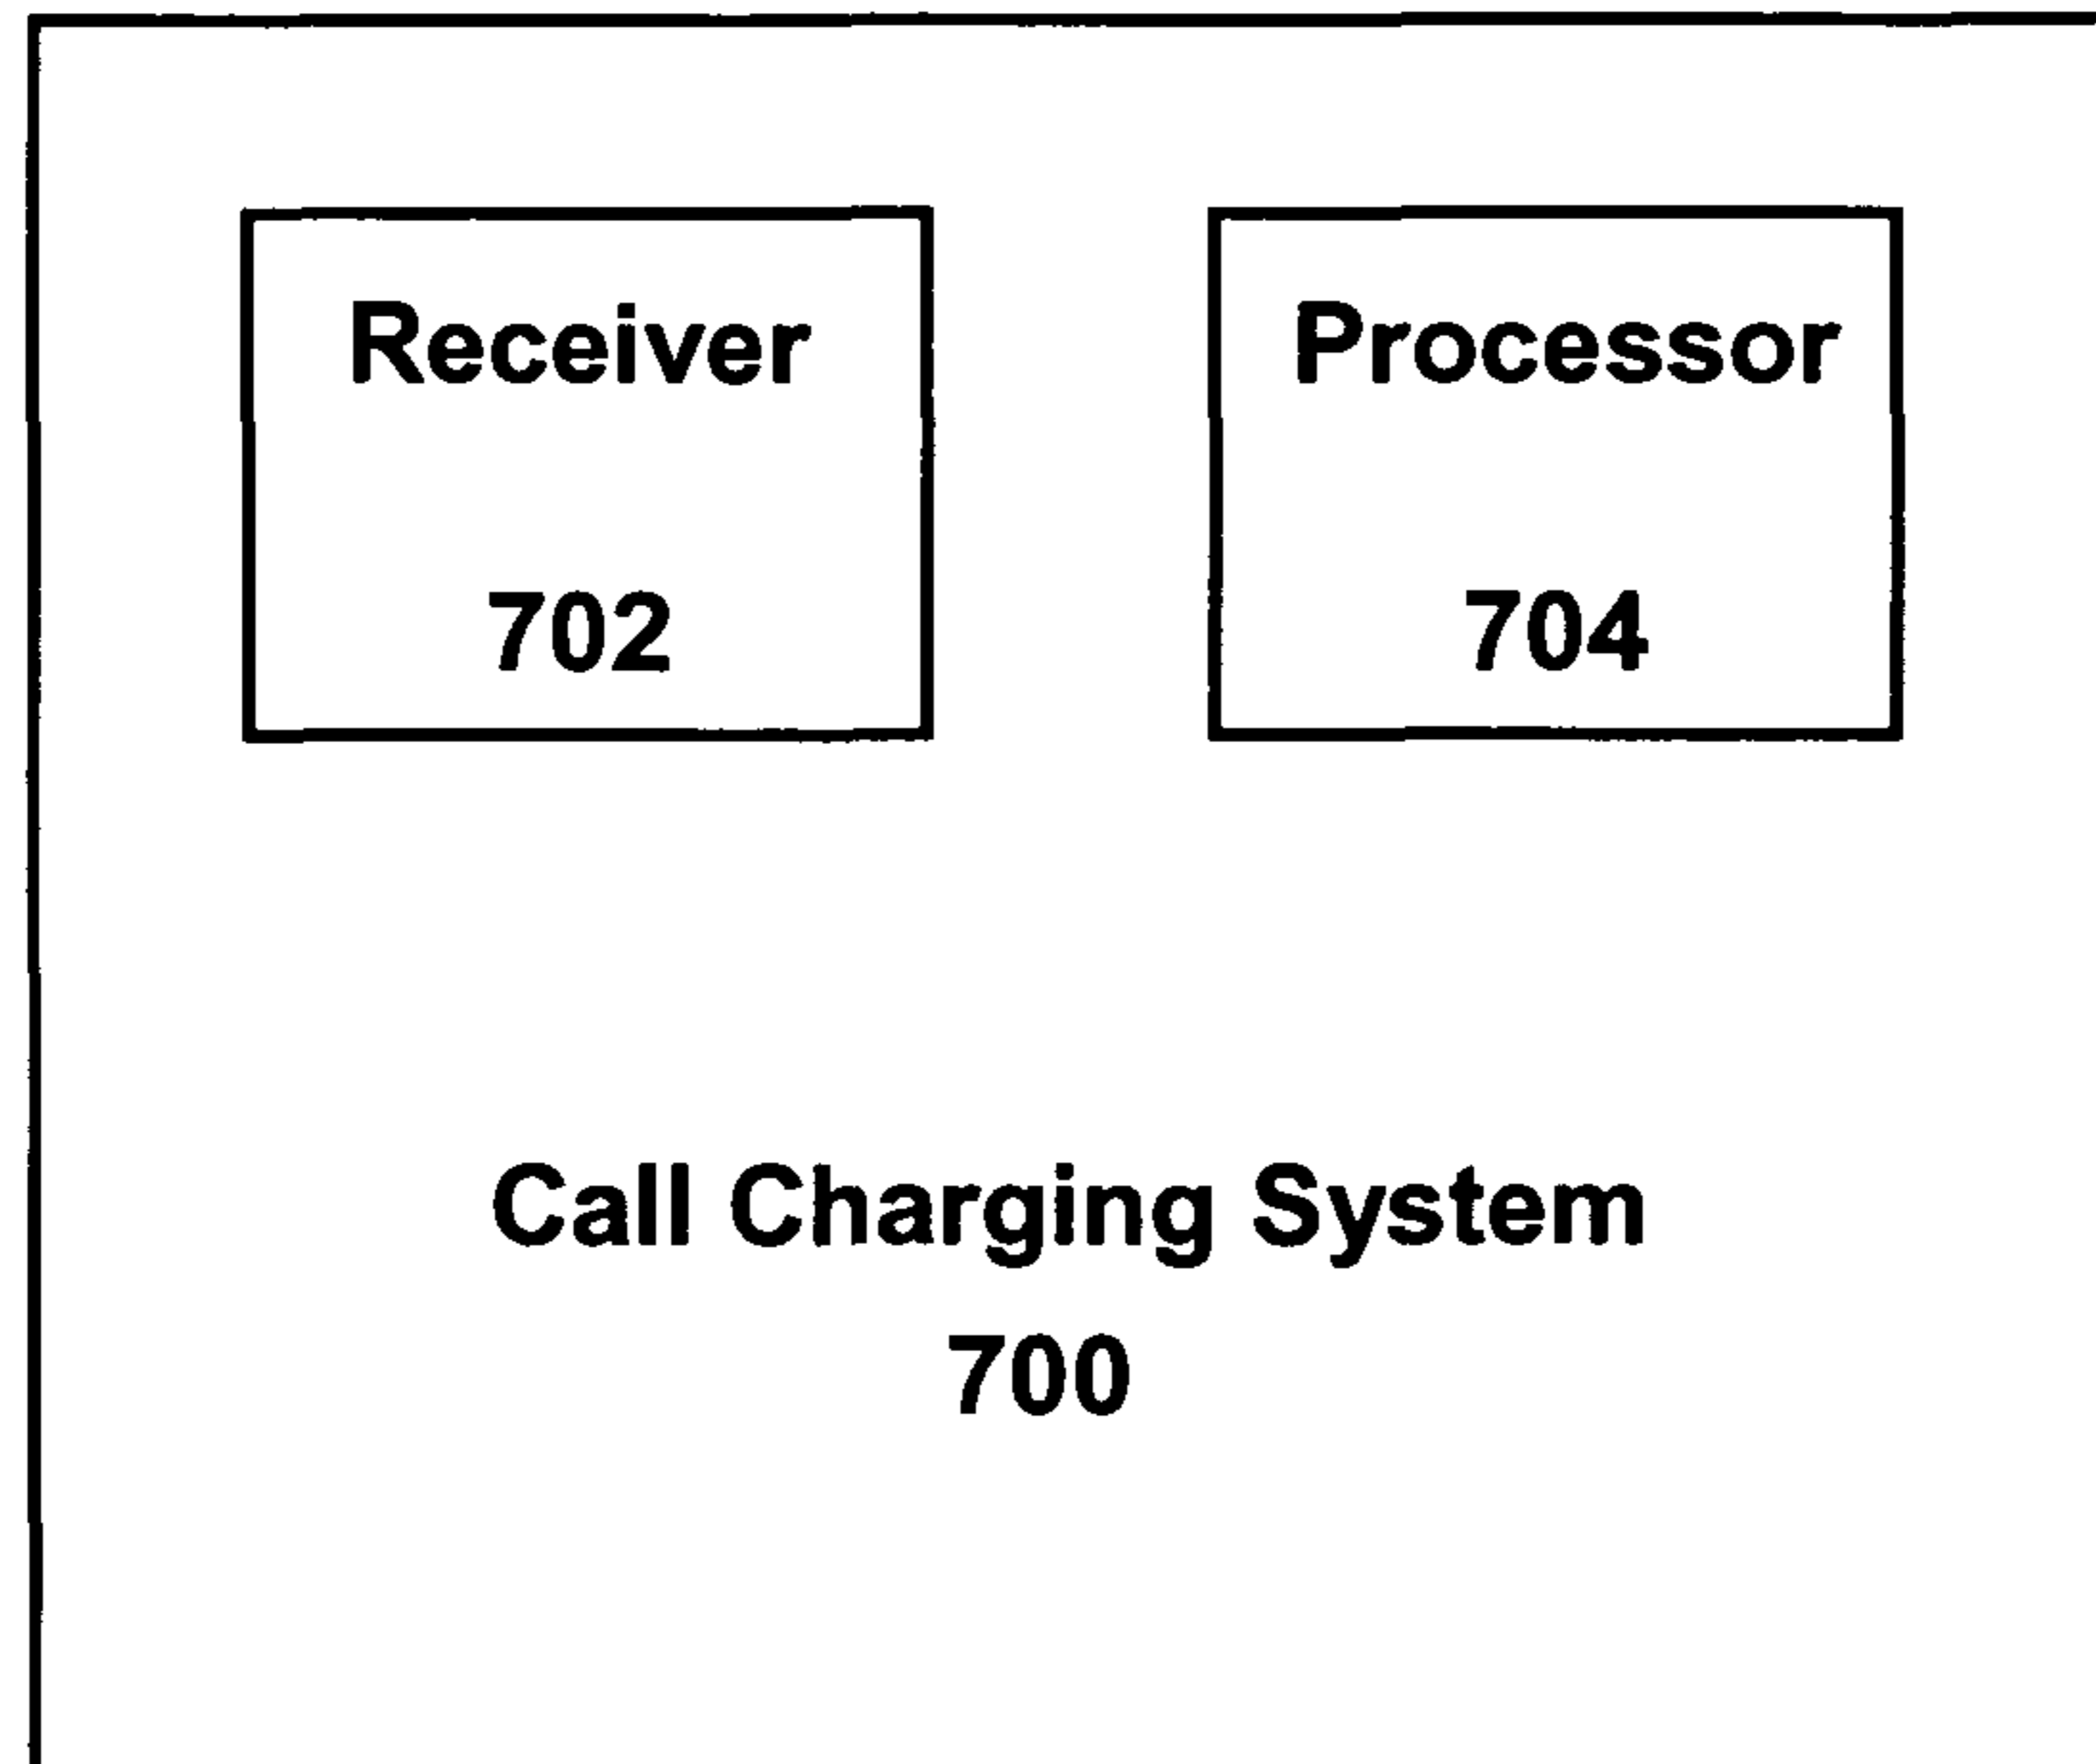 Receiver
702
Processor
704
Call Charging System
700